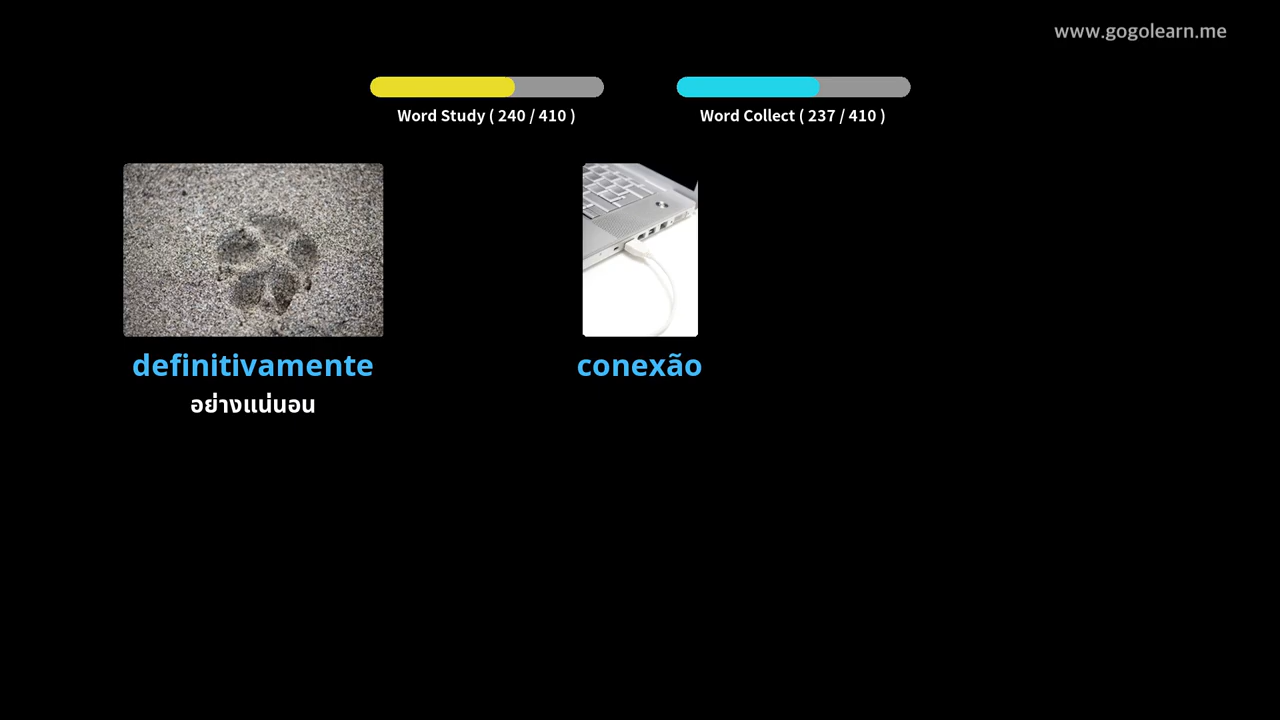 www.gogolearn.me
Word Study ( 240 / 410 )
Word Collect ( 237 / 410 )
definitivamente
อย่างแน่นอน
conexão